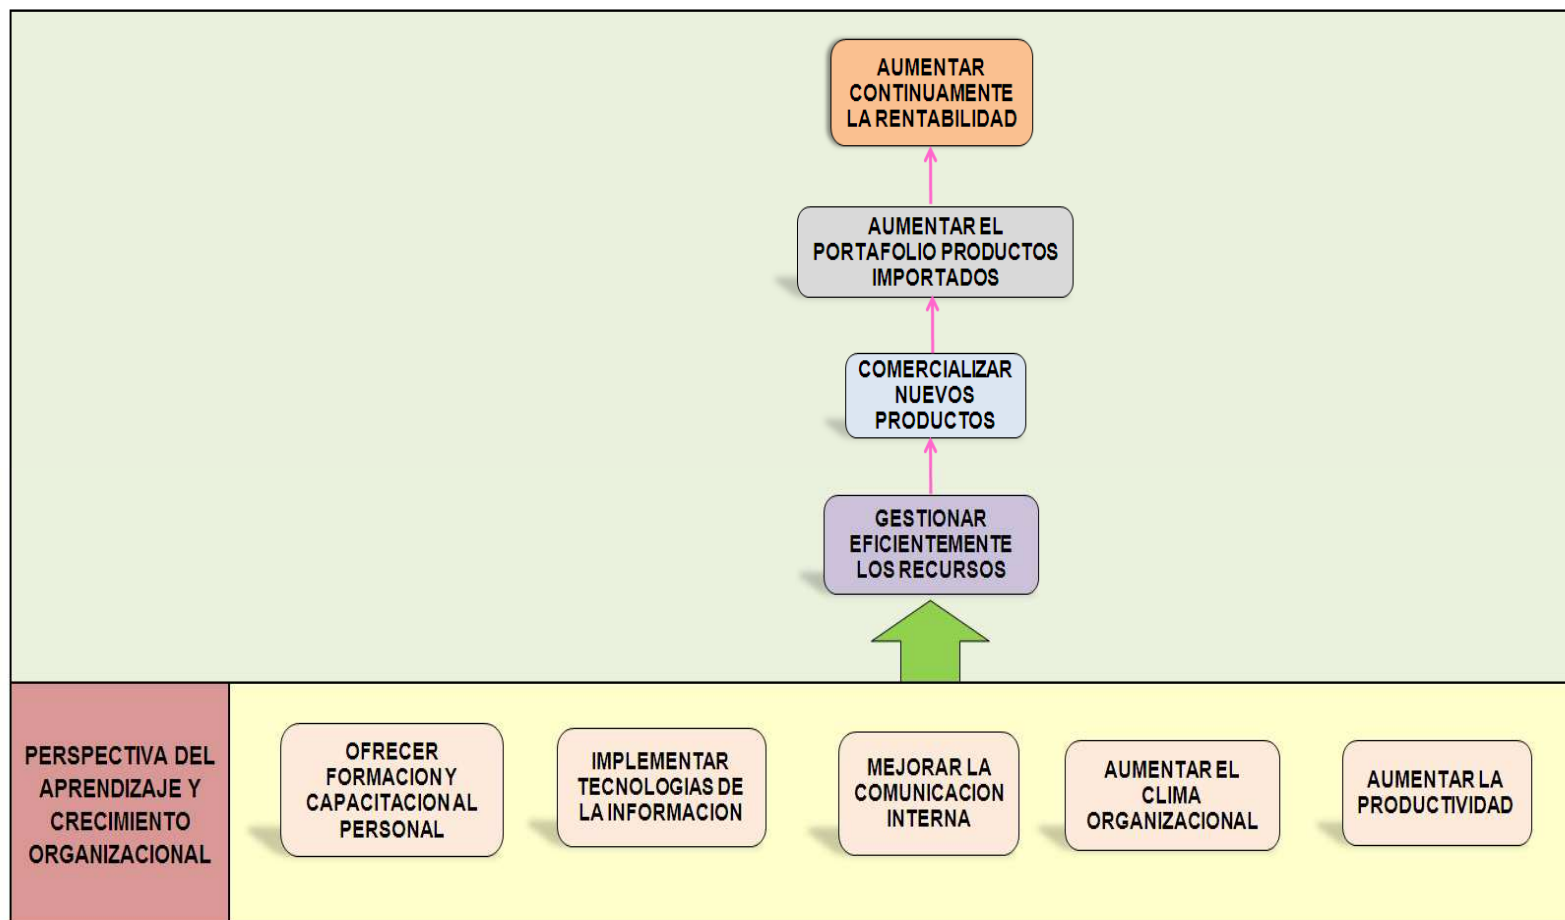 AUMENTAR
CONTINUAMENTE
LA RENTABILIDAD
AUMENTAR EL
PORTAFOLIO PRODUCTOS
IMPORTADOS
COMERCIALIZAR
NUEVOS
PRODUCTOS
GESTIONAR
EFICIENTEMENTE
LOS RECURSOS
PERSPECTIVA DEL
APRENDIZAJE Y
CRECIMIENTO
ORGANIZACIONAL
OFRECER
FORMACION Y
CAPACITACION AL
PERSONAL
IMPLEMENTAR
TECNOLOGIAS DE
LA INFORMACION
MEJORAR LA
COMUNICACION
INTERNA
AUMENTAR EL
CLIMA
ORGANIZACIONAL
AUMENTAR LA
PRODUCTIVIDAD